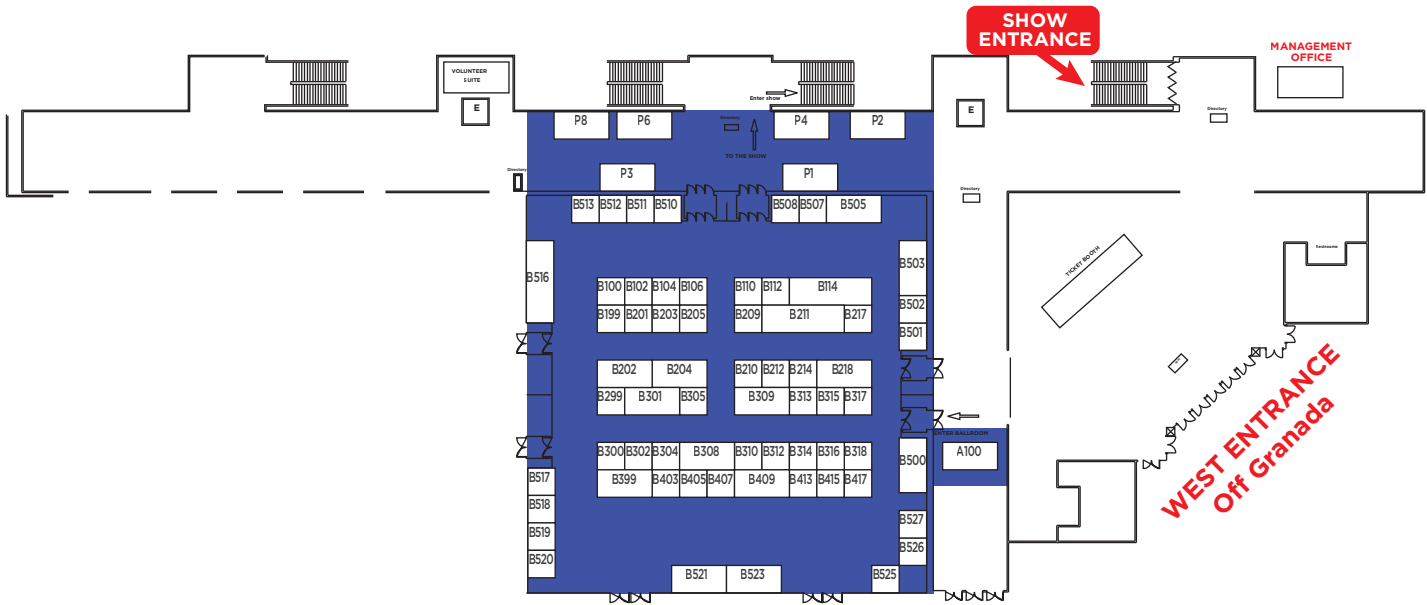 SHOW
ENTRANCE
MANAGEMENT
OFFICE
VOLUNTEER
SUITE
Enter show
E
E
Directory
Directory
P8
P6
P4
P2
TO THE SHOW
Directory
P3
P1
Directory
B513
B512
B511
B510
B508
B507
B505
B516
B503
TICKET BOOTH
Restrooms
B100
B102
B104
B106
B110
B112
B114
B502
B199
B201
B203
B205
B209
B211
B217
B501
B202
B204
B210
B212
B214
B218
B299
B301
B305
B309
B313
B315
B317
WEST ENTRANCE
Off Granada
ENTER BALLROOM
B300
B302
B304
B308
B310
B312
B314
B316
B318
B500
A100
B399
B403
B405
B407
B409
B413
B415
B417
B517
B518
B519
B520
B527
B526
B521
B523
B525